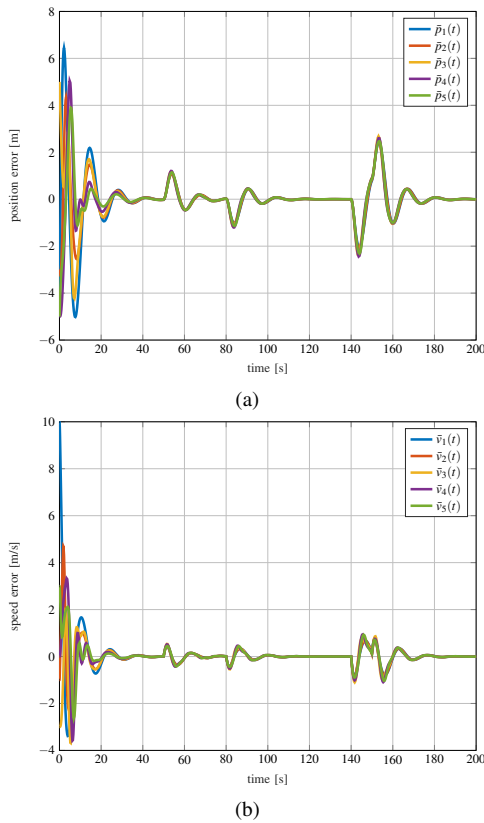 8
6
4
2
0
−2
−4
−6
position error [m]
p̄₁(t)
p̄₂(t)
p̄₃(t)
p̄₄(t)
p̄₅(t)
0 20 40 60 80 100 120 140 160 180 200
time [s]
(a)
10
8
6
4
2
0
−2
−4
speed error [m/s]
v̄₁(t)
v̄₂(t)
v̄₃(t)
v̄₄(t)
v̄₅(t)
0 20 40 60 80 100 120 140 160 180 200
time [s]
(b)